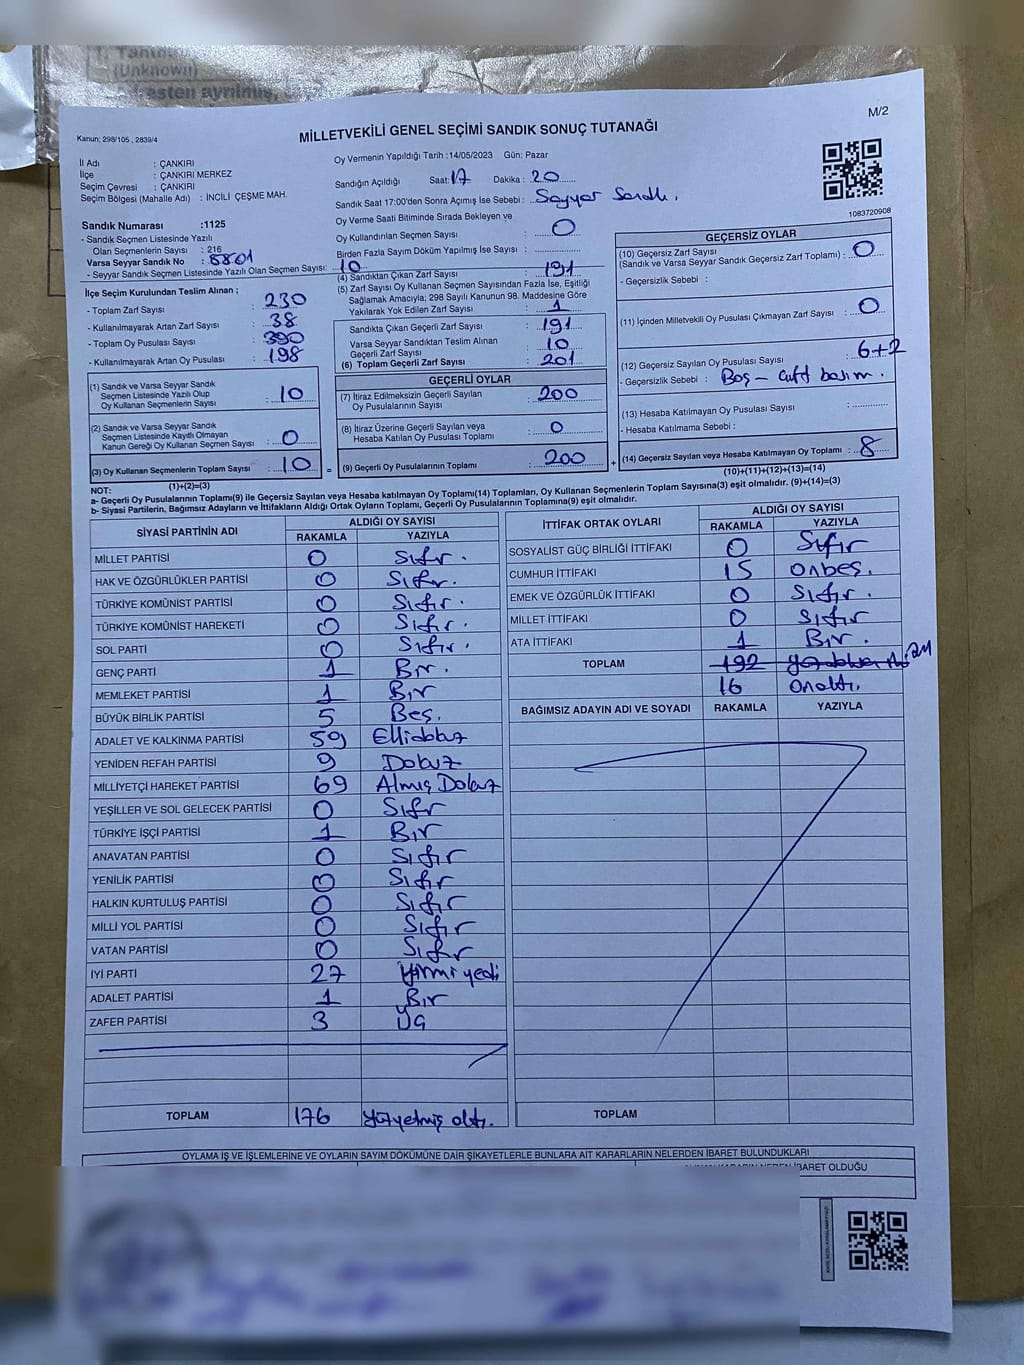 (Unknown)
M/2
Kanun; 298/105 , 2839/4
MİLLETVEKİLİ GENEL SEÇİMİ SANDIK SONUÇ TUTANAĞI
İl Adı : ÇANKIRI
İlçe : ÇANKIRI MERKEZ
Seçim Çevresi : ÇANKIRI
Seçim Bölgesi (Mahalle Adı) : İNCİLİ ÇEŞME MAH.
Oy Vermenin Yapıldığı Tarih :14/05/2023 Gün: Pazar
Sandığın Açıldığı Saat: 17 Dakika : 20
Sandık Saat 17:00'den Sonra Açımış İse Sebebi : Seyyar Sandık.
Oy Verme Saati Bitiminde Sırada Bekleyen ve
Oy Kullandırılan Seçmen Sayısı : 0
Birden Fazla Sayım Döküm Yapılmış İse Sayısı :
1083720908
Sandık Numarası :1125
- Sandık Seçmen Listesinde Yazılı
Olan Seçmenlerin Sayısı : 216
Varsa Seyyar Sandık No : 8801
- Seyyar Sandık Seçmen Listesinde Yazılı Olan Seçmen Sayısı: 10
İlçe Seçim Kurulundan Teslim Alınan ;
- Toplam Zarf Sayısı : 230
- Kullanılmayarak Artan Zarf Sayısı : 38
- Toplam Oy Pusulası Sayısı : 390
- Kullanılmayarak Artan Oy Pusulası : 198
(1) Sandık ve Varsa Seyyar Sandık
Seçmen Listesinde Yazılı Olup
Oy Kullanan Seçmenlerin Sayısı : 10
(2) Sandık ve Varsa Seyyar Sandık
Seçmen Listesinde Kayıtlı Olmayan
Kanun Gereği Oy Kullanan Seçmen Sayısı : 0
(3) Oy Kullanan Seçmenlerin Toplam Sayısı : 10
(1)+(2)=(3)
(4) Sandıktan Çıkan Zarf Sayısı : 191
(5) Zarf Sayısı Oy Kullanan Seçmen Sayısından Fazla İse, Eşitliği
Sağlamak Amacıyla; 298 Sayılı Kanunun 98. Maddesine Göre
Yakılarak Yok Edilen Zarf Sayısı : 1
Sandıkta Çıkan Geçerli Zarf Sayısı : 191
Varsa Seyyar Sandıktan Teslim Alınan
Geçerli Zarf Sayısı : 10
(6) Toplam Geçerli Zarf Sayısı : 201
GEÇERLİ OYLAR
(7) İtiraz Edilmeksizin Geçerli Sayılan
Oy Pusulalarının Sayısı : 200
(8) İtiraz Üzerine Geçerli Sayılan veya
Hesaba Katılan Oy Pusulası Toplamı : 0
= (9) Geçerli Oy Pusulalarının Toplamı : 200 +
GEÇERSİZ OYLAR
(10) Geçersiz Zarf Sayısı
(Sandık ve Varsa Seyyar Sandık Geçersiz Zarf Toplamı) : 0
- Geçersizlik Sebebi :
(11) İçinden Milletvekili Oy Pusulası Çıkmayan Zarf Sayısı : 0
(12) Geçersiz Sayılan Oy Pusulası Sayısı : 6+2
- Geçersizlik Sebebi : Boş - Çift basım.
(13) Hesaba Katılmayan Oy Pusulası Sayısı :
- Hesaba Katılmama Sebebi :
(14) Geçersiz Sayılan veya Hesaba Katılmayan Oy Toplamı : 8
(10)+(11)+(12)+(13)=(14)
NOT:
a- Geçerli Oy Pusulalarının Toplamı(9) ile Geçersiz Sayılan veya Hesaba katılmayan Oy Toplamı(14) Toplamları, Oy Kullanan Seçmenlerin Toplam Sayısına(3) eşit olmalıdır. (9)+(14)=(3)
b- Siyasi Partilerin, Bağımsız Adayların ve İttifakların Aldığı Ortak Oyların Toplamı, Geçerli Oy Pusulalarının Toplamına(9) eşit olmalıdır.
SİYASİ PARTİNİN ADI ALDIĞI OY SAYISI
RAKAMLA YAZIYLA
MİLLET PARTİSİ 0 Sıfır.
HAK VE ÖZGÜRLÜKLER PARTİSİ 0 Sıfır.
TÜRKİYE KOMÜNİST PARTİSİ 0 Sıfır.
TÜRKİYE KOMÜNİST HAREKETİ 0 Sıfır.
SOL PARTİ 0 Sıfır.
GENÇ PARTİ 1 Bir.
MEMLEKET PARTİSİ 1 Bir
BÜYÜK BİRLİK PARTİSİ 5 Beş.
ADALET VE KALKINMA PARTİSİ 59 Ellidokuz
YENİDEN REFAH PARTİSİ 9 Dokuz
MİLLİYETÇİ HAREKET PARTİSİ 69 Almış Dokuz
YEŞİLLER VE SOL GELECEK PARTİSİ 0 Sıfır
TÜRKİYE İŞÇİ PARTİSİ 1 Bir
ANAVATAN PARTİSİ 0 Sıfır
YENİLİK PARTİSİ 0 Sıfır
HALKIN KURTULUŞ PARTİSİ 0 Sıfır
MİLLİ YOL PARTİSİ 0 Sıfır
VATAN PARTİSİ 0 Sıfır
İYİ PARTİ 27 Yirmi yedi
ADALET PARTİSİ 1 Bir
ZAFER PARTİSİ 3 Üç
TOPLAM 176 Yüzyetmiş altı.
İTTİFAK ORTAK OYLARI ALDIĞI OY SAYISI
RAKAMLA YAZIYLA
SOSYALİST GÜÇ BİRLİĞİ İTTİFAKI 0 Sıfır
CUMHUR İTTİFAKI 15 Onbeş.
EMEK VE ÖZGÜRLÜK İTTİFAKI 0 Sıfır.
MİLLET İTTİFAKI 0 Sıfır
ATA İTTİFAKI 1 Bir.
TOPLAM 192
16 Onaltı.
BAĞIMSIZ ADAYIN ADI VE SOYADI RAKAMLA YAZIYLA
TOPLAM
OYLAMA İŞ VE İŞLEMLERİNE VE OYLARIN SAYIM DÖKÜMÜNE DAİR ŞİKAYETLERLE BUNLARA AİT KARARLARIN NELERDEN İBARET BULUNDUKLARI
İBARET OLDUĞU